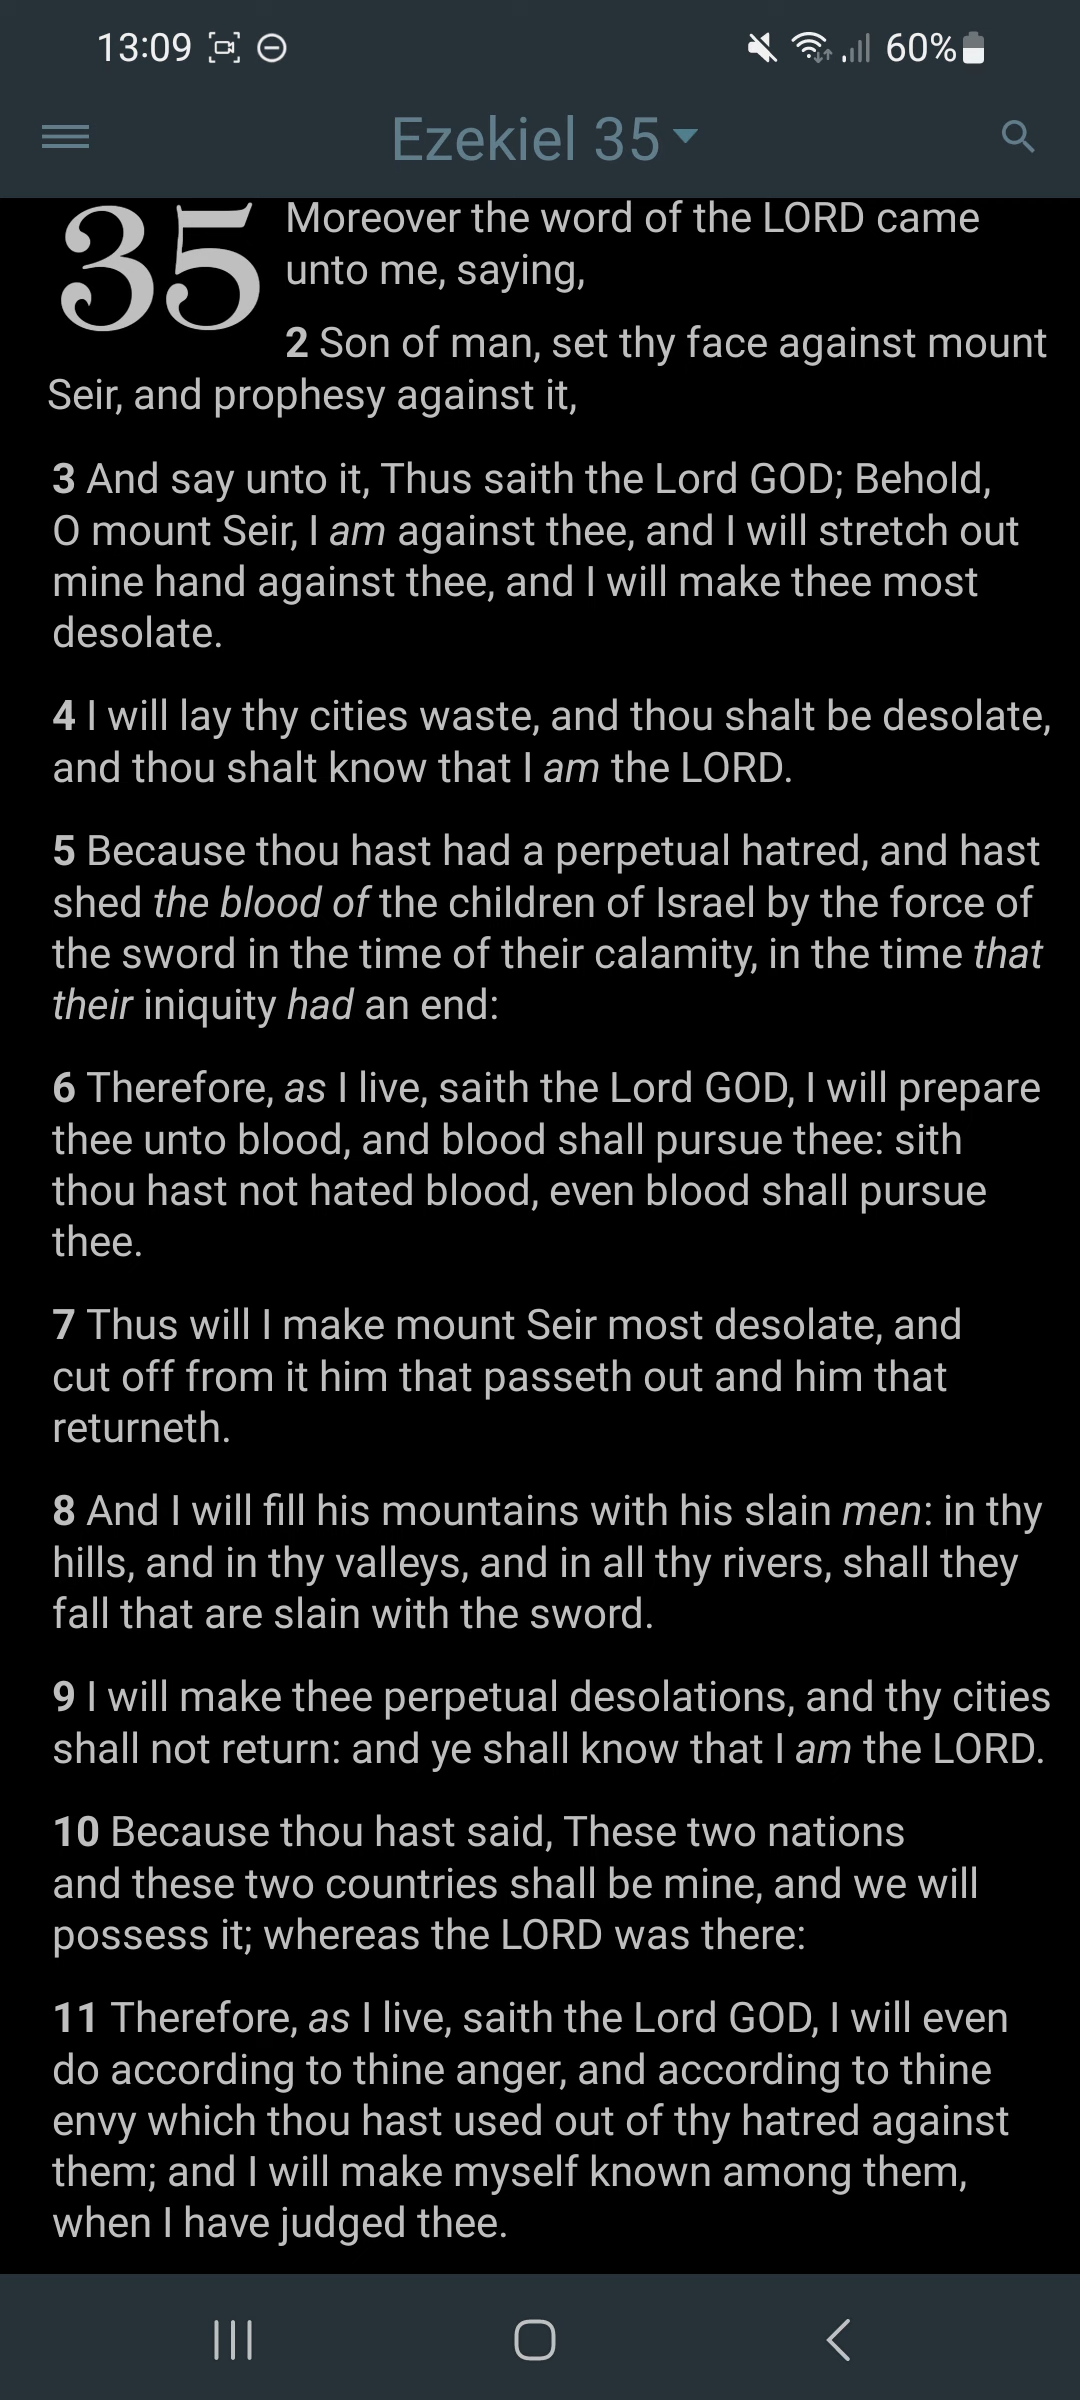 13:09
60%
Ezekiel 35
35 Moreover the word of the LORD came
unto me, saying,
2 Son of man, set thy face against mount
Seir, and prophesy against it,
3 And say unto it, Thus saith the Lord GOD; Behold,
O mount Seir, I am against thee, and I will stretch out
mine hand against thee, and I will make thee most
desolate.
4 I will lay thy cities waste, and thou shalt be desolate,
and thou shalt know that I am the LORD.
5 Because thou hast had a perpetual hatred, and hast
shed the blood of the children of Israel by the force of
the sword in the time of their calamity, in the time that
their iniquity had an end:
6 Therefore, as I live, saith the Lord GOD, I will prepare
thee unto blood, and blood shall pursue thee: sith
thou hast not hated blood, even blood shall pursue
thee.
7 Thus will I make mount Seir most desolate, and
cut off from it him that passeth out and him that
returneth.
8 And I will fill his mountains with his slain men: in thy
hills, and in thy valleys, and in all thy rivers, shall they
fall that are slain with the sword.
9 I will make thee perpetual desolations, and thy cities
shall not return: and ye shall know that I am the LORD.
10 Because thou hast said, These two nations
and these two countries shall be mine, and we will
possess it; whereas the LORD was there:
11 Therefore, as I live, saith the Lord GOD, I will even
do according to thine anger, and according to thine
envy which thou hast used out of thy hatred against
them; and I will make myself known among them,
when I have judged thee.